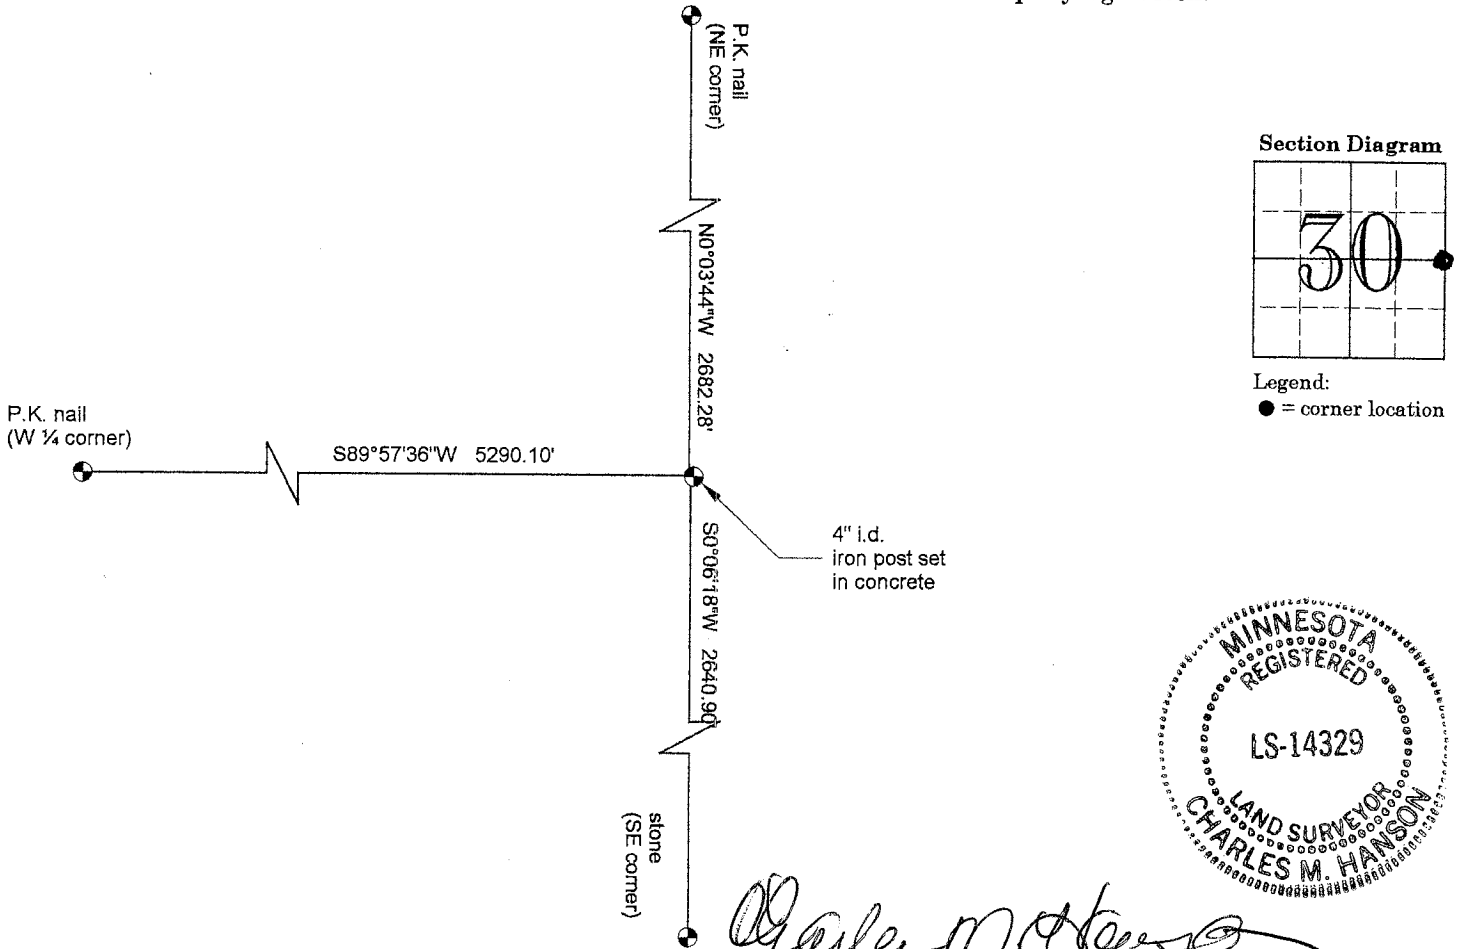 P.K. nail
(NE corner)
Section Diagram
30
N0°03'44"W 2682.28'
Legend:
● = corner location
P.K. nail
(W ¼ corner)
S89°57'36"W 5290.10'
4" i.d.
iron post set
in concrete
S0°06'18"W 2640.90'
MINNESOTA
REGISTERED
LS-14329
LAND SURVEYOR
CHARLES M. HANSON
stone
(SE corner)
Charles M Hanson